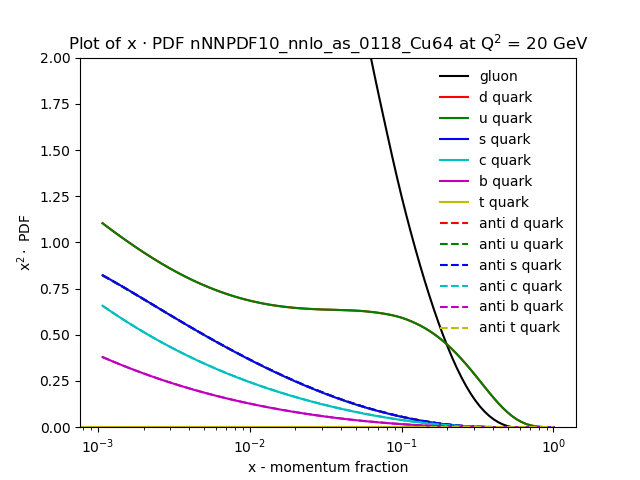 Plot of x · PDF nNNPDF10_nnlo_as_0118_Cu64 at Q² = 20 GeV
2.00
1.75
1.50
1.25
1.00
0.75
0.50
0.25
0.00
x² · PDF
gluon
d quark
u quark
s quark
c quark
b quark
t quark
anti d quark
anti u quark
anti s quark
anti c quark
anti b quark
anti t quark
10⁻³ 10⁻² 10⁻¹ 10⁰
x - momentum fraction